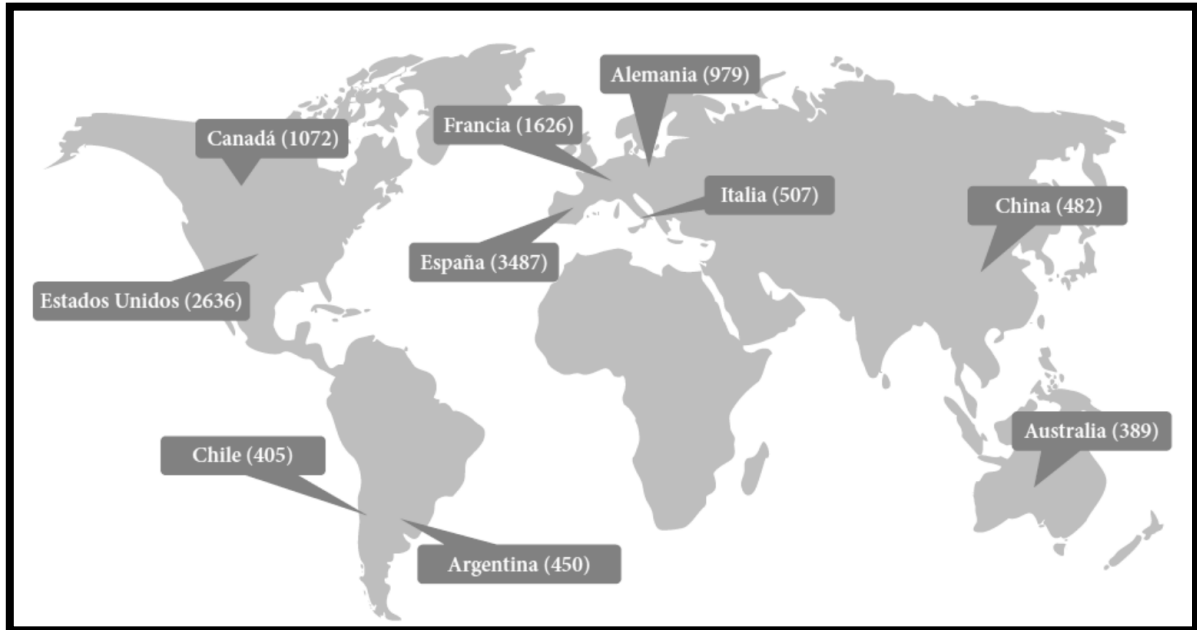 Alemania (979)
Francia (1626)
Canadá (1072)
Italia (507)
China (482)
España (3487)
Estados Unidos (2636)
Australia (389)
Chile (405)
Argentina (450)